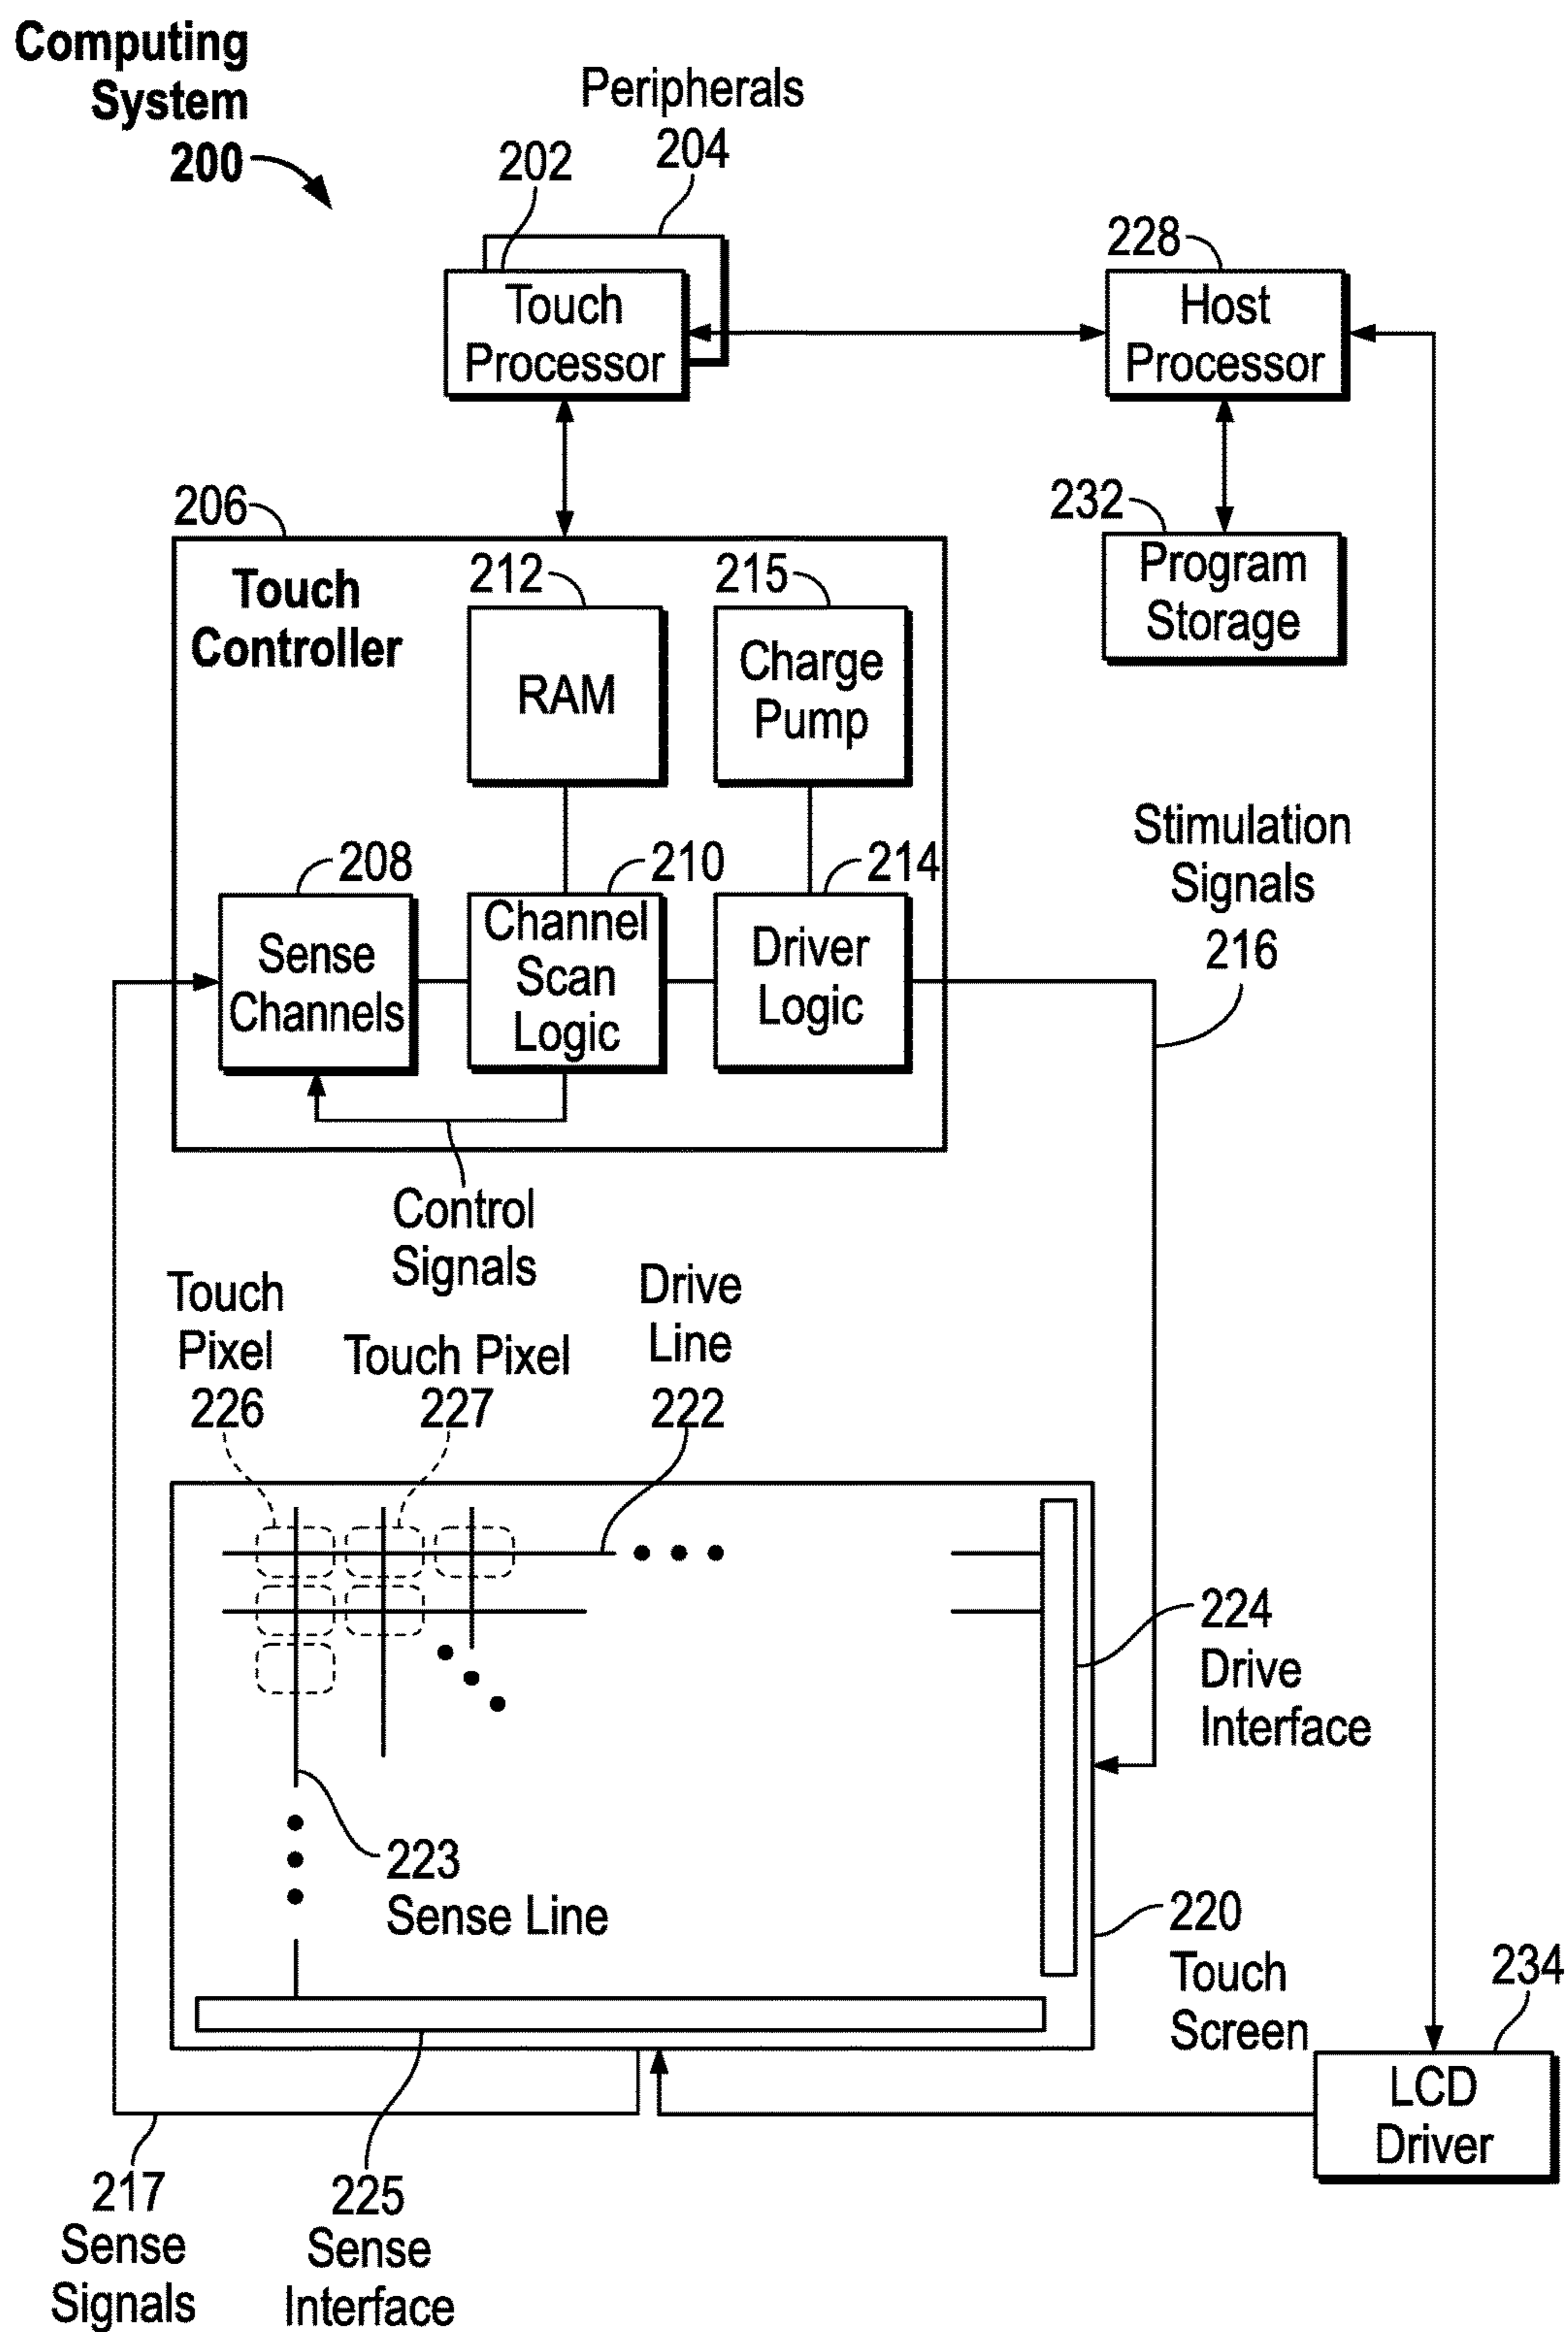 Computing
System
200
Peripherals
204
202
228
Touch
Processor
Host
Processor
206
232
Program
Storage
Touch
Controller
212
RAM
215
Charge
Pump
208
Sense
Channels
210
Channel
Scan
Logic
214
Driver
Logic
Stimulation
Signals
216
Control
Signals
Touch
Pixel
226
Touch Pixel
227
Drive
Line
222
224
Drive
Interface
223
Sense Line
220
Touch
Screen
234
LCD
Driver
217
Sense
Signals
225
Sense
Interface